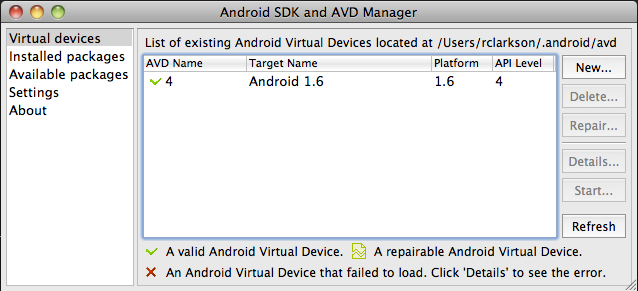 Android SDK and AVD Manager
Virtual devices
Installed packages
Available packages
Settings
About
List of existing Android Virtual Devices located at /Users/rclarkson/.android/avd
AVD Name Target Name Platform API Level
4 Android 1.6 1.6 4
New...
Delete...
Repair...
Details...
Start...
Refresh
A valid Android Virtual Device. A repairable Android Virtual Device.
An Android Virtual Device that failed to load. Click 'Details' to see the error.